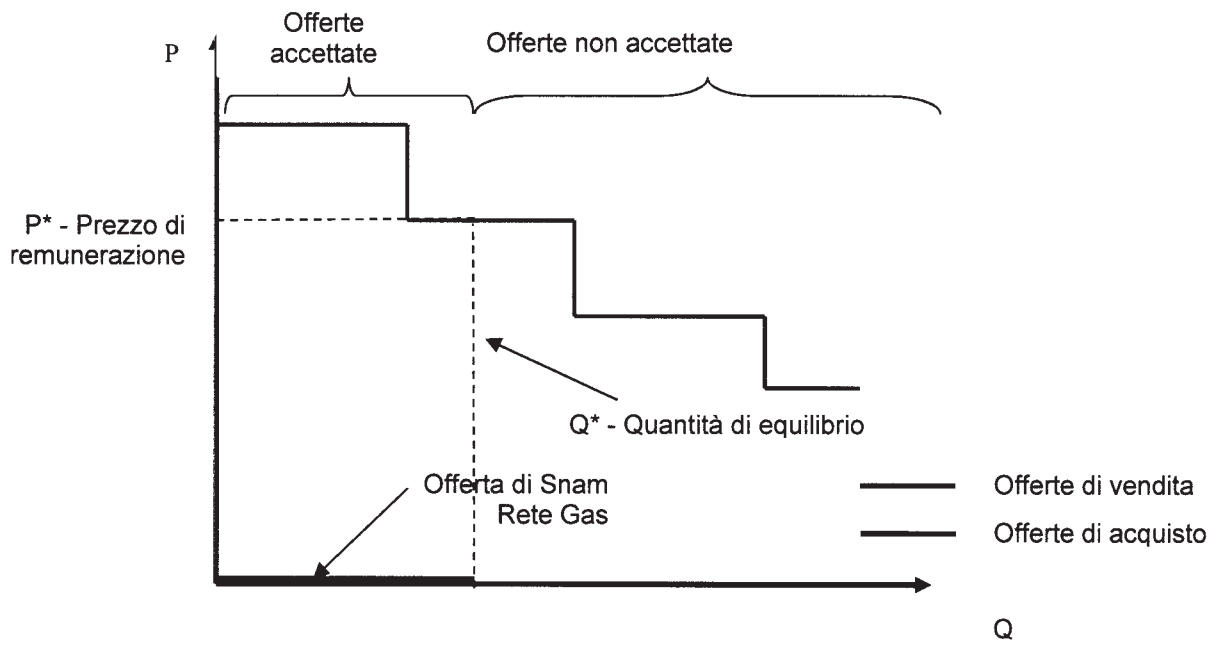 Offerte
accettate
Offerte non accettate
P
P* - Prezzo di
remunerazione
Q* - Quantità di equilibrio
Offerta di Snam
Rete Gas
Offerte di vendita
Offerte di acquisto
Q